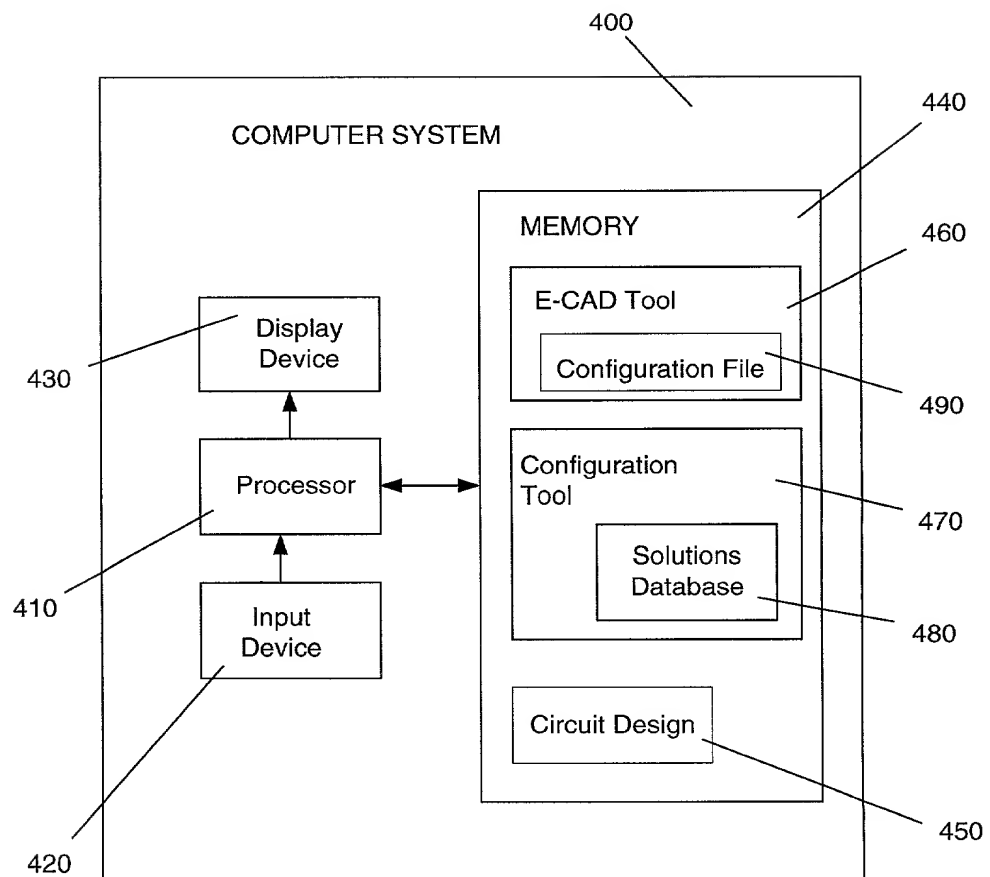 400
440
COMPUTER SYSTEM
MEMORY
460
E-CAD Tool
Display
Device
430
Configuration File
490
Configuration
Tool
Processor
470
Solutions
Database
410
Input
Device
480
Circuit Design
450
420